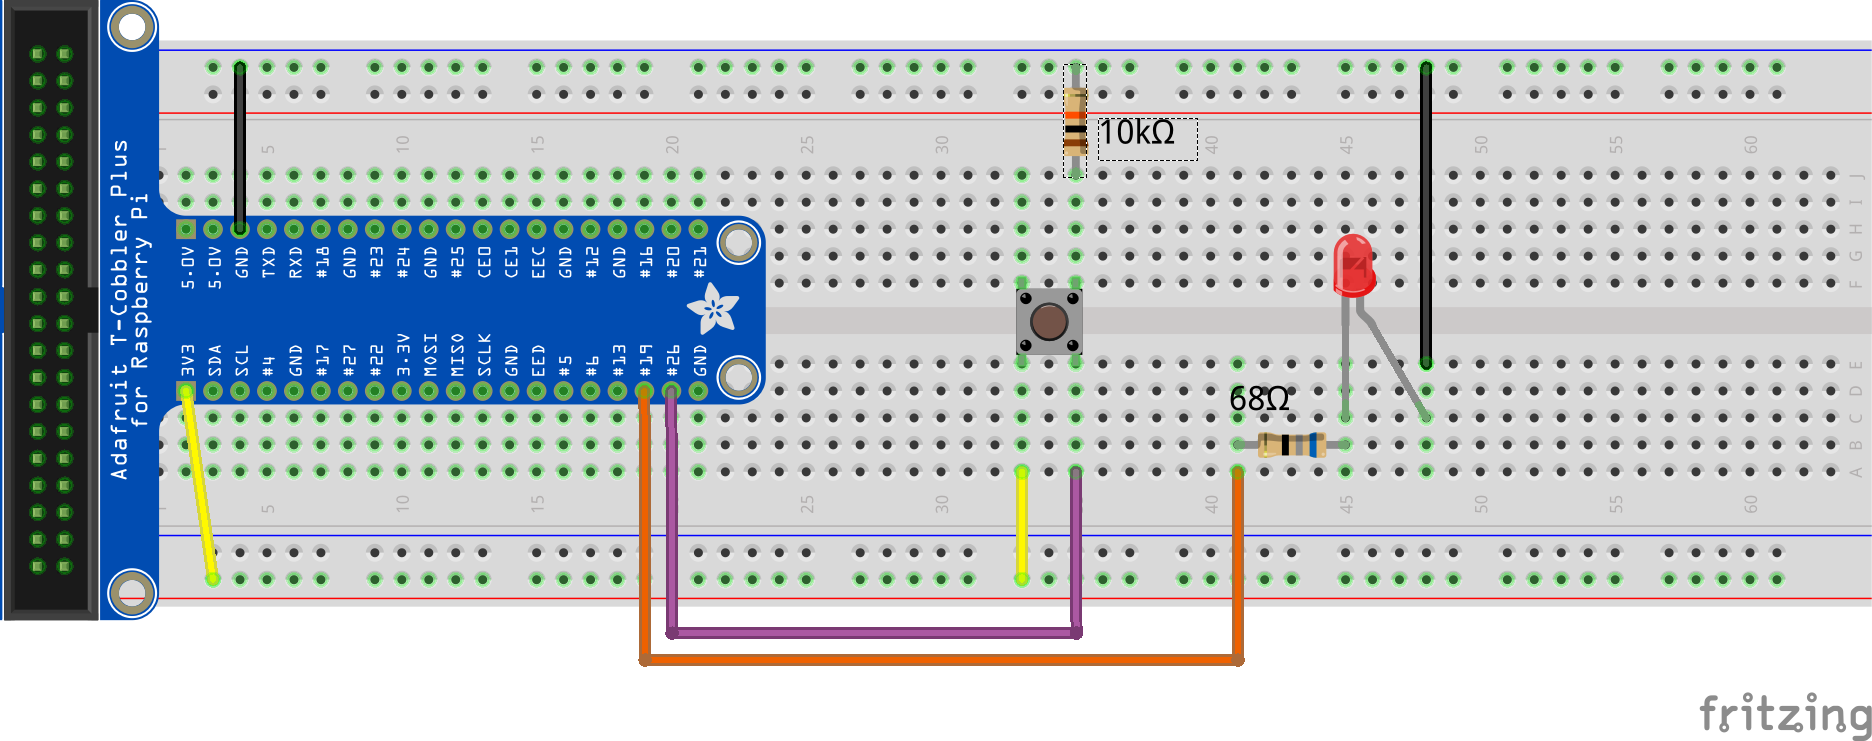 Adafruit T-Cobbler Plus
for Raspberry Pi
1 5 10 15 20 25 30 35 40 45 50 55 60
10kΩ
J
I
H
G
F
5.0V 5.0V GND TXD RXD #18 GND #23 #24 GND #25 CE0 CE1 EEC GND #12 GND #16 #20 #21
3V3 SDA SCL #4 GND #17 #27 #22 3.3V MOSI MISO SCLK GND EED #5 #6 #13 #19 #26 GND
E
D
68Ω
C
B
A
1 5 10 15 25 30 40 45 50 55 60
fritzing